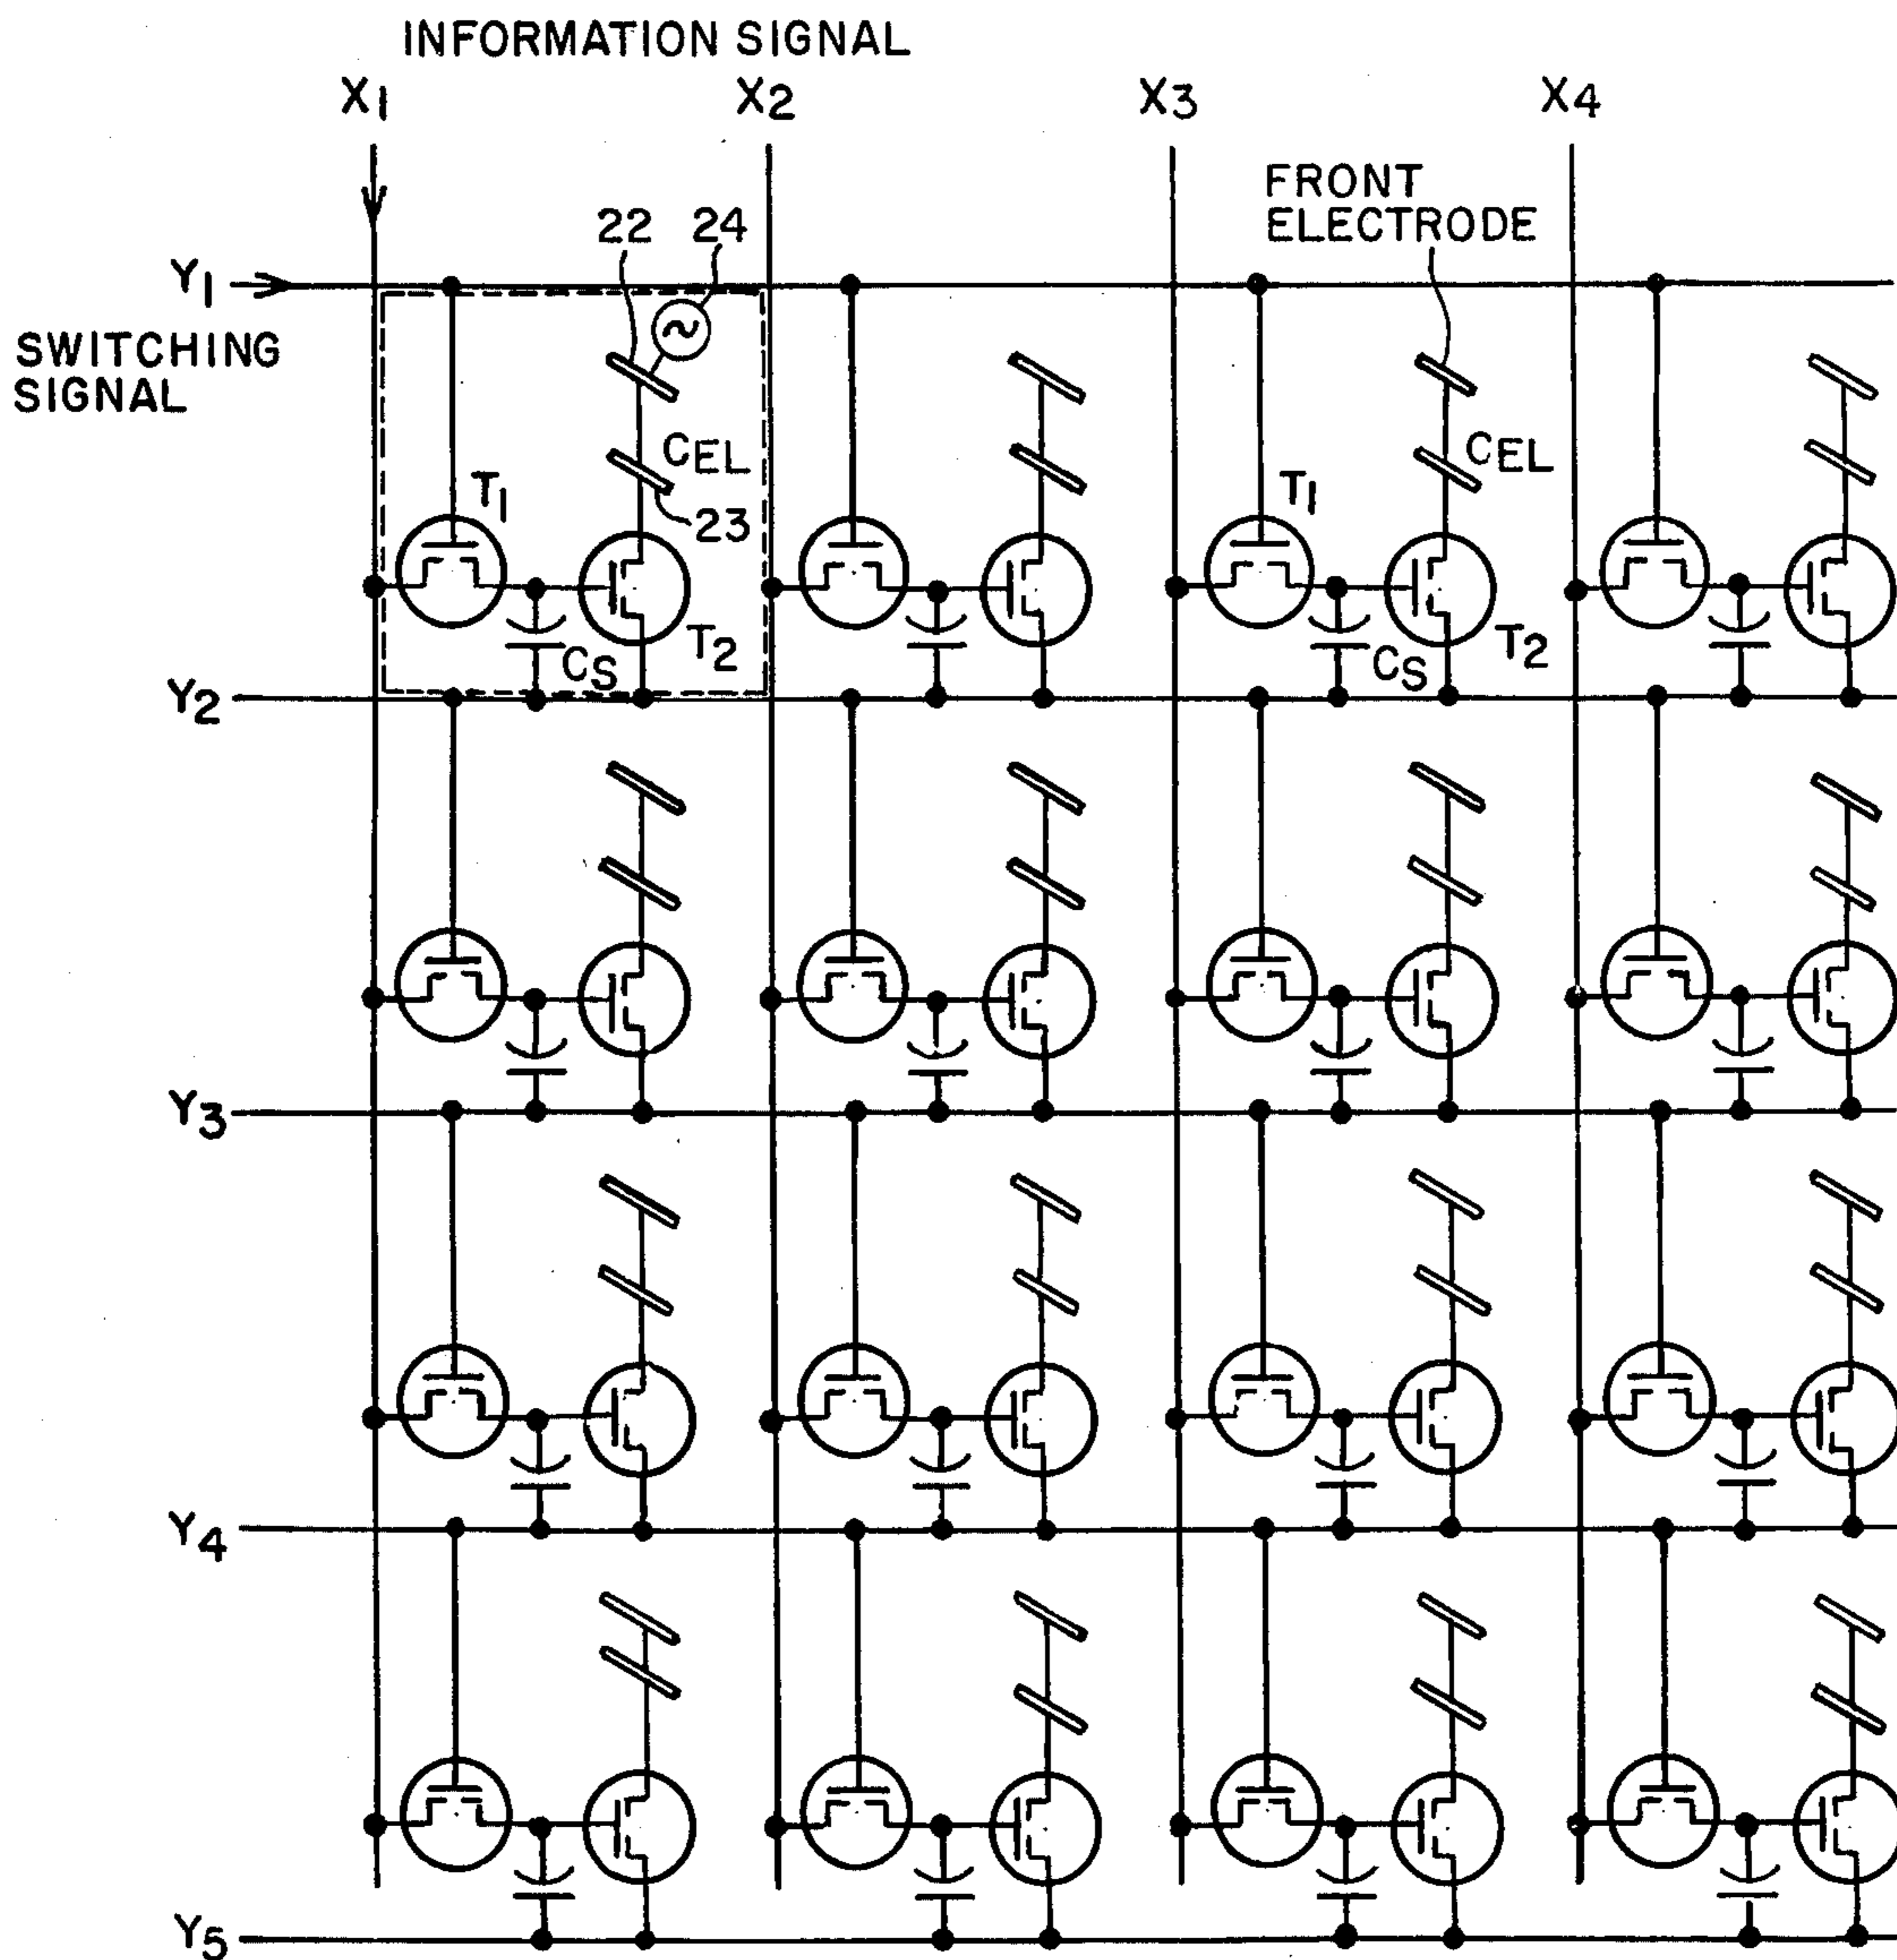 INFORMATION SIGNAL
X1 X2 X3 X4
FRONT
ELECTRODE
22 24
Y1
SWITCHING
SIGNAL
CEL
CEL
T1
T1
23
T2
T2
CS
CS
Y2
Y3
Y4
Y5